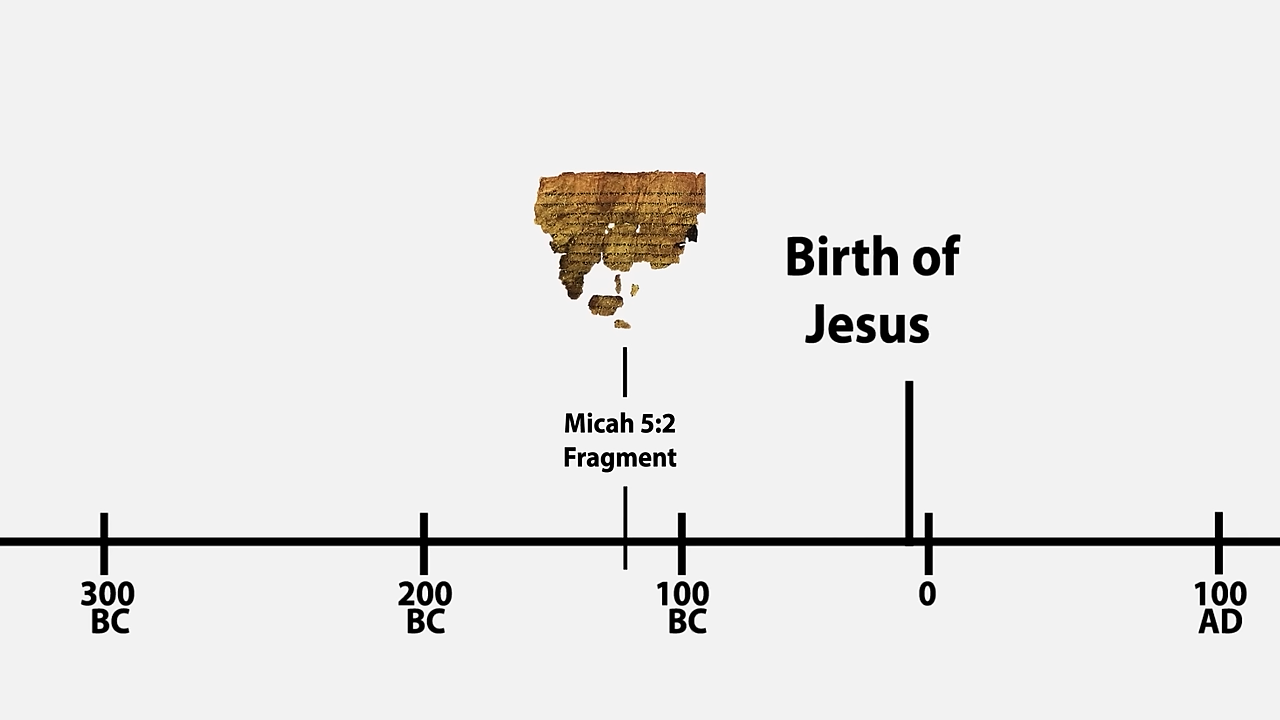 Birth of
Jesus
Micah 5:2
Fragment
300
BC
200
BC
100
BC
0
100
AD